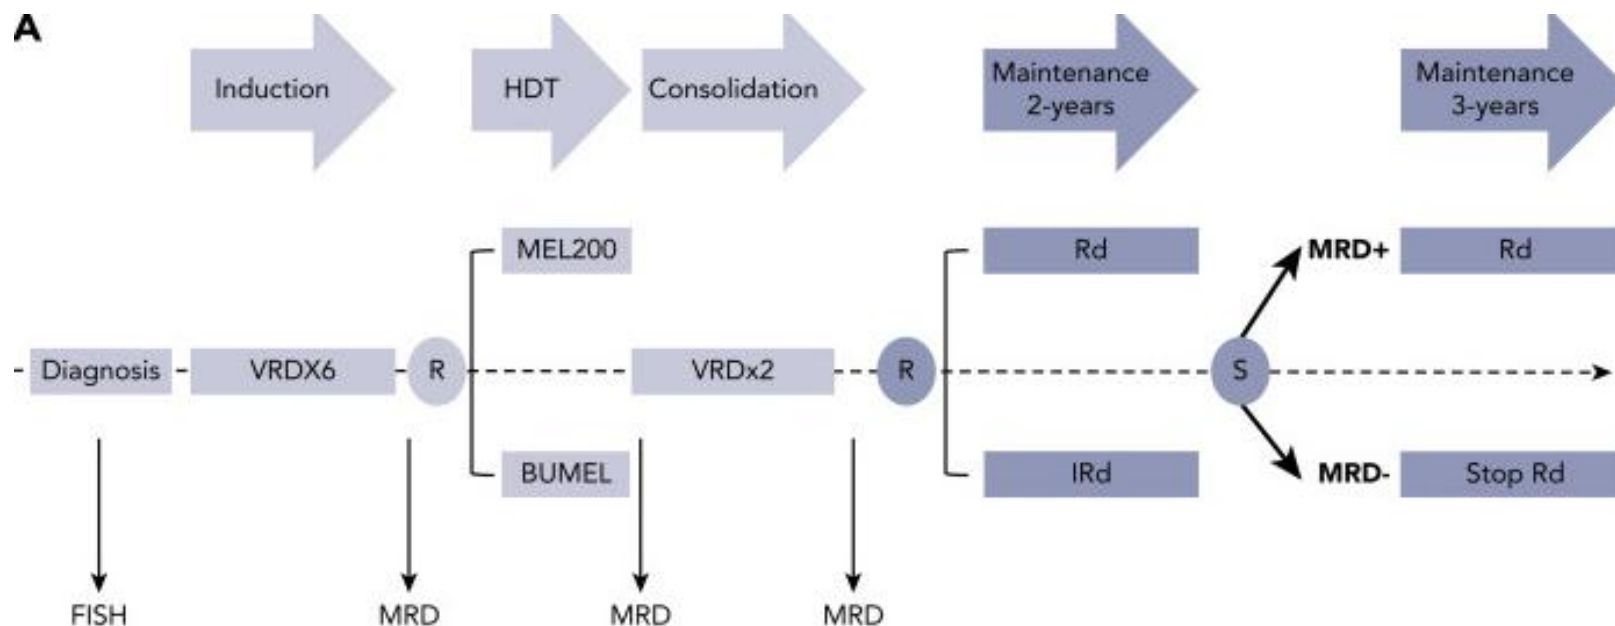 A
Induction
HDT
Consolidation
Maintenance
2-years
Maintenance
3-years
MEL200
Rd
MRD+
Rd
Diagnosis
VRDX6
R
VRDx2
R
S
BUMEL
IRd
MRD-
Stop Rd
FISH
MRD
MRD
MRD